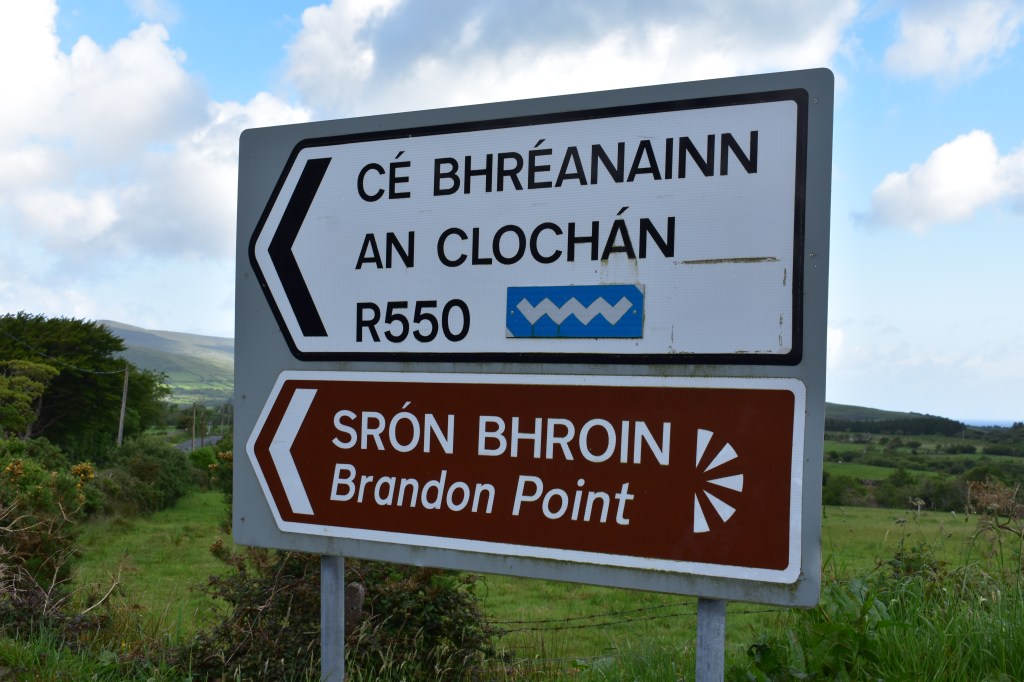 CÉ BHRÉANAINN
AN CLOCHÁN
R550
SRÓN BHROIN
Brandon Point